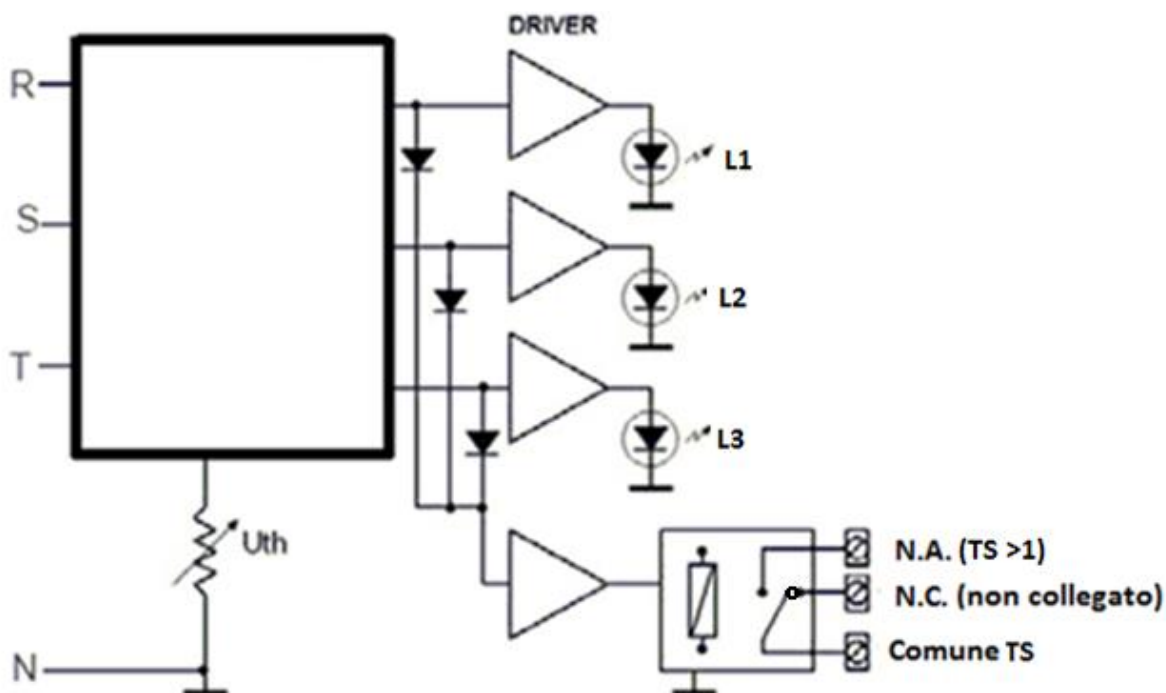 DRIVER
R
L1
S
L2
T
L3
Uth
N.A. (TS >1)
N.C. (non collegato)
Comune TS
N